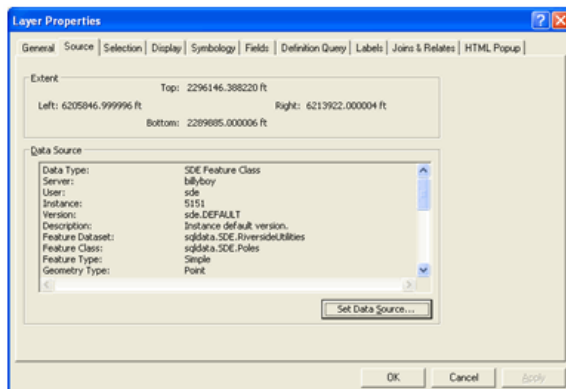 Layer Properties
General Source Selection Display Symbology Fields Definition Query Labels Joins & Relates HTML Popup
Extent
Top: 2296146.388220 ft
Left: 6205846.999996 ft Right: 6213922.000004 ft
Bottom: 2289885.000006 ft
Data Source
Data Type: SDE Feature Class
Server: billyboy
User: sde
Instance: 5151
Version: sde.DEFAULT
Description: Instance default version.
Feature Dataset: sqldata.SDE.RiversideUtilities
Feature Class: sqldata.SDE.Poles
Feature Type: Simple
Geometry Type: Point
Set Data Source...
OK Cancel Apply